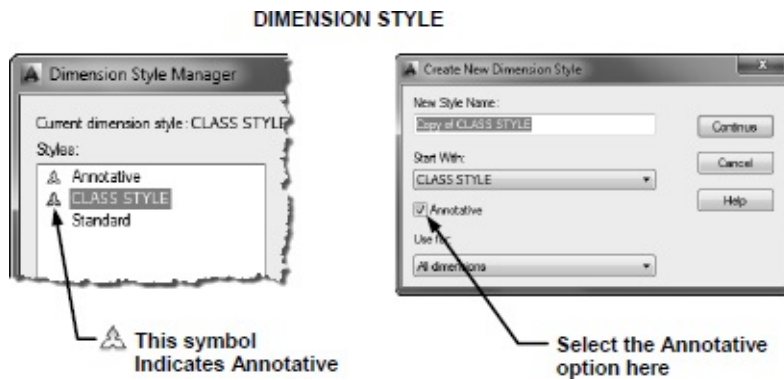 DIMENSION STYLE
Dimension Style Manager
Current dimension style: CLASS STYLE
Styles:
Annotative
CLASS STYLE
Standard
This symbol
Indicates Annotative
Create New Dimension Style
New Style Name:
Copy of CLASS STYLE
Continue
Start With:
Cancel
CLASS STYLE
Help
Annotative
Use for:
All dimensions
Select the Annotative
option here